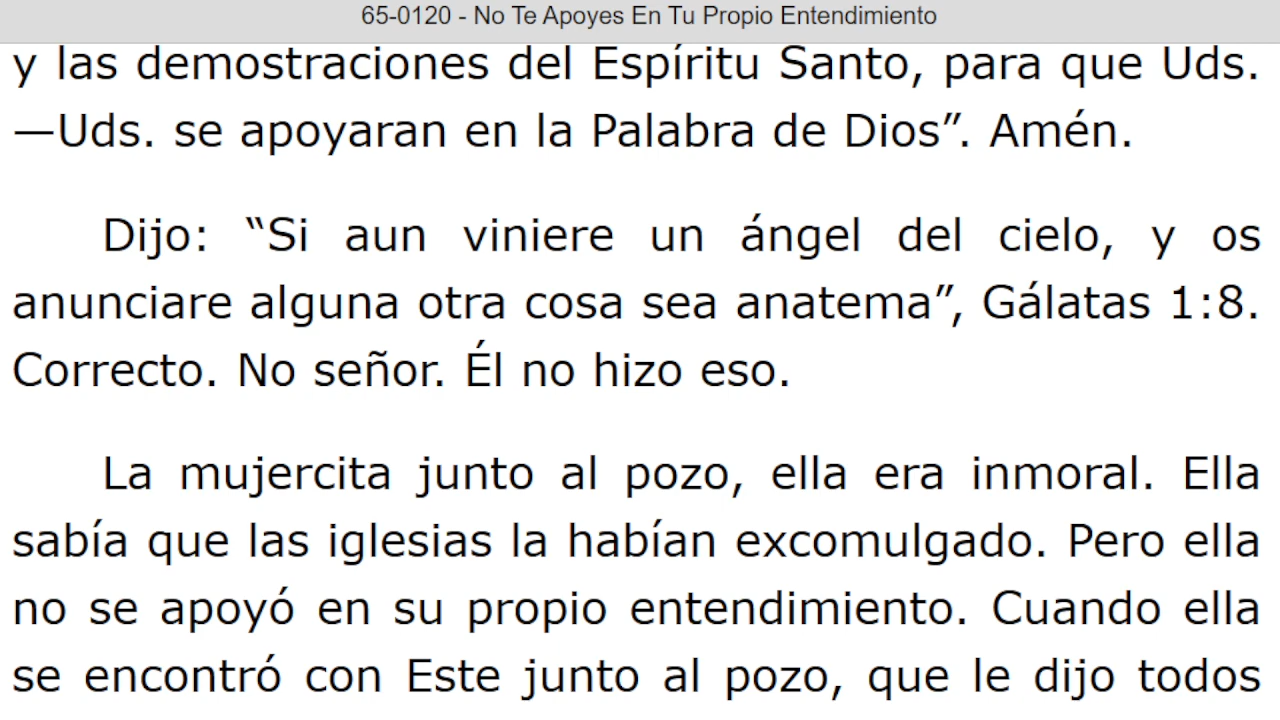 65-0120 - No Te Apoyes En Tu Propio Entendimiento
y las demostraciones del Espíritu Santo, para que Uds.
—Uds. se apoyaran en la Palabra de Dios”. Amén.
Dijo: “Si aun viniere un ángel del cielo, y os
anunciare alguna otra cosa sea anatema”, Gálatas 1:8.
Correcto. No señor. Él no hizo eso.
La mujercita junto al pozo, ella era inmoral. Ella
sabía que las iglesias la habían excomulgado. Pero ella
no se apoyó en su propio entendimiento. Cuando ella
se encontró con Este junto al pozo, que le dijo todos